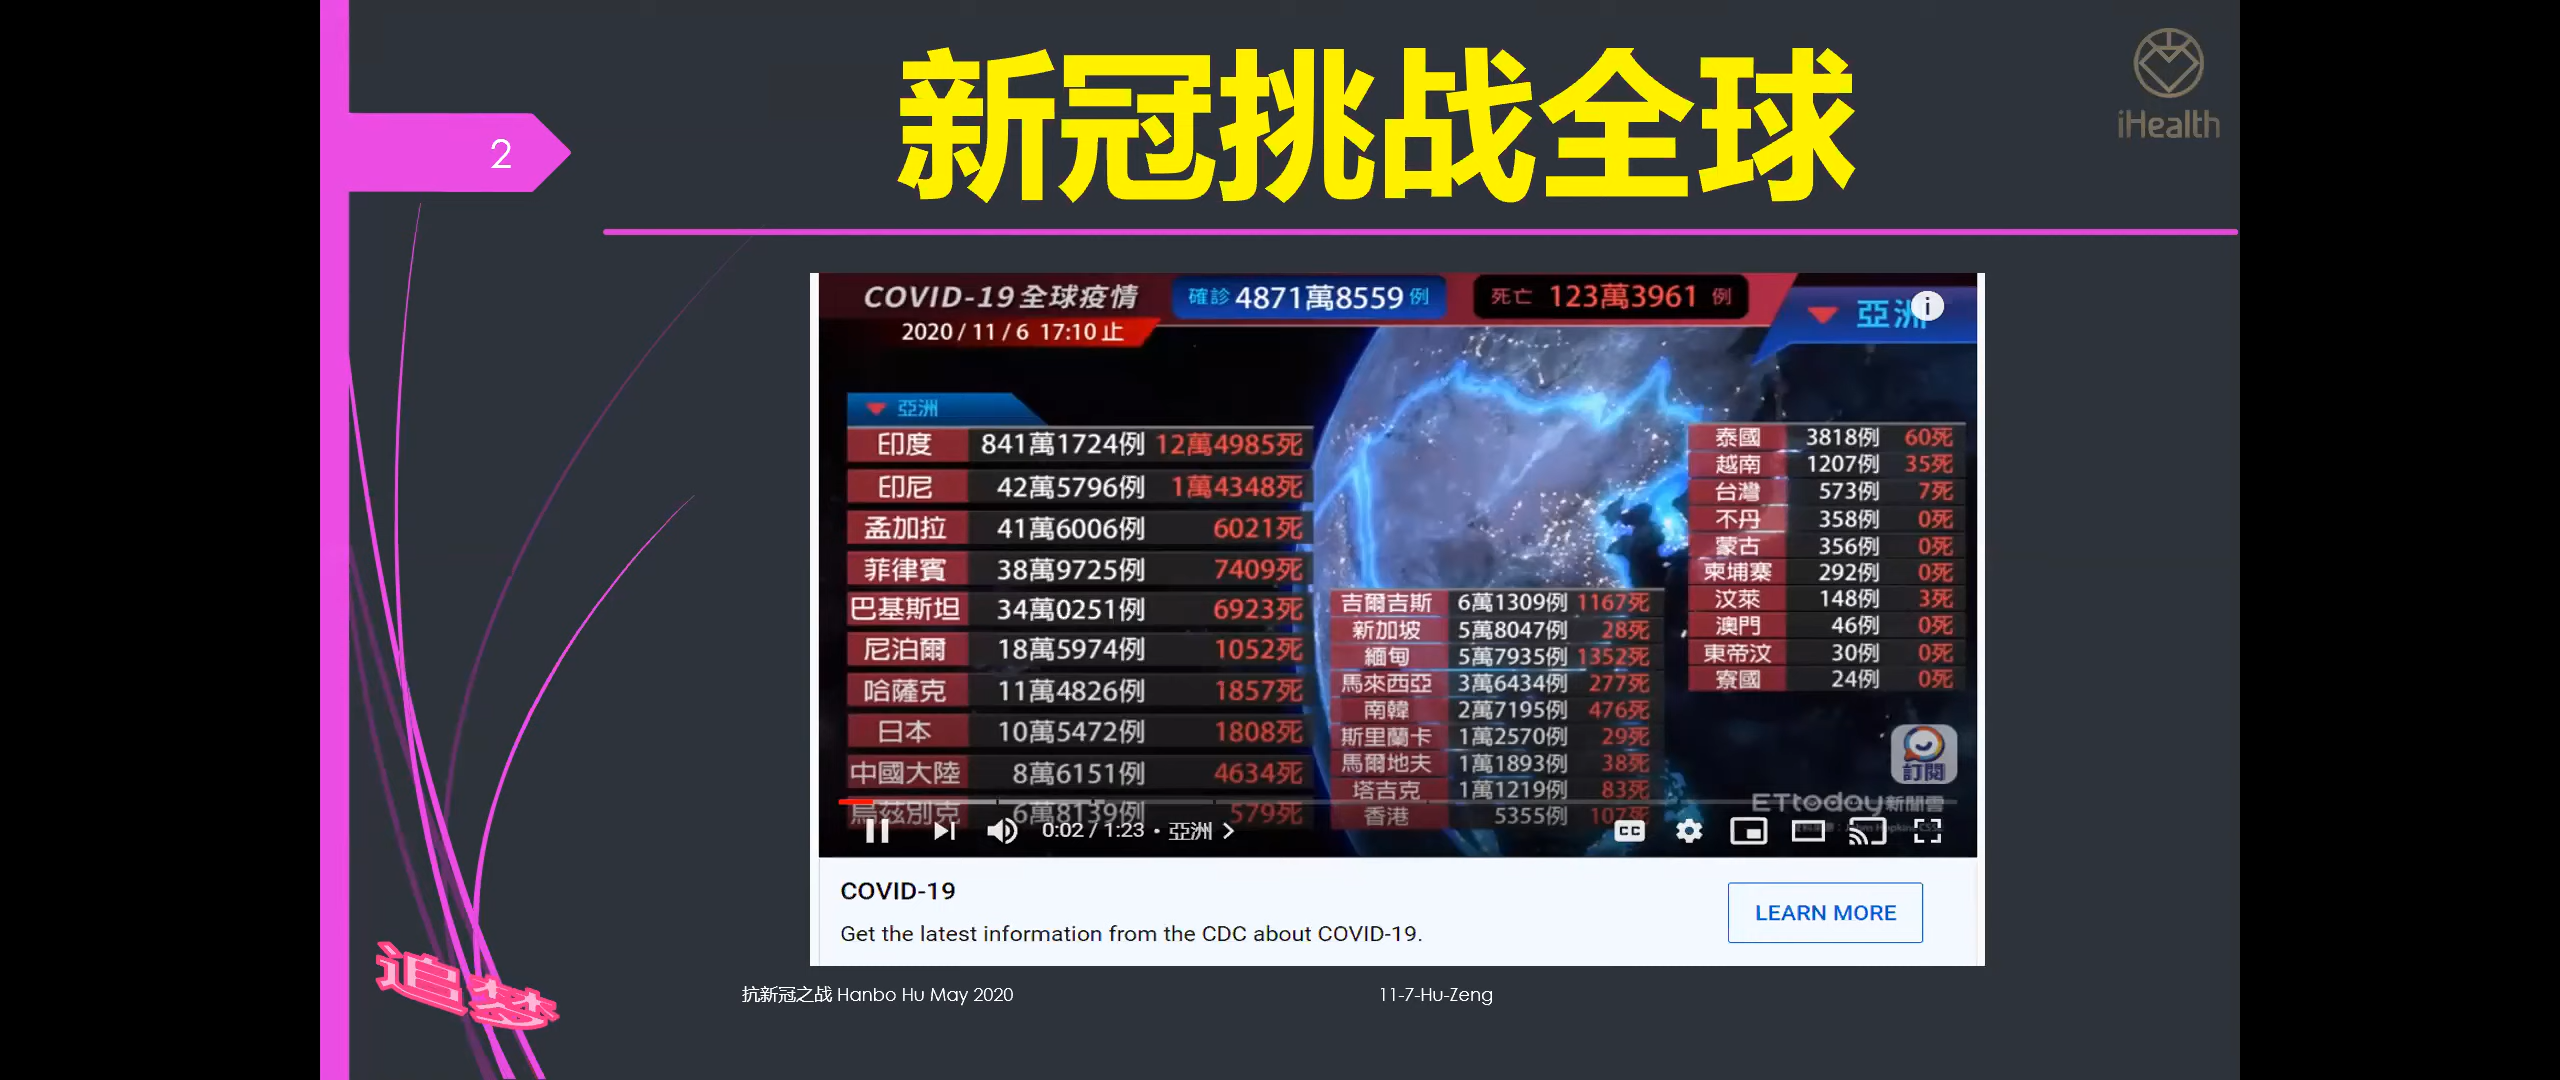 新冠挑战全球
iHealth
2
COVID-19全球疫情
確診 4871萬8559 例
死亡 123萬3961 例
亞洲
2020 / 11 / 6 17:10 止
亞洲
印度 841萬1724例 12萬4985死
印尼 42萬5796例 1萬4348死
孟加拉 41萬6006例 6021死
菲律賓 38萬9725例 7409死
巴基斯坦 34萬0251例 6923死
尼泊爾 18萬5974例 1052死
哈薩克 11萬4826例 1857死
日本 10萬5472例 1808死
中國大陸 8萬6151例 4634死
烏茲別克 6萬8139例 579死
吉爾吉斯 6萬1309例 1167死
新加坡 5萬8047例 28死
緬甸 5萬7935例 1352死
馬來西亞 3萬6434例 277死
南韓 2萬7195例 476死
斯里蘭卡 1萬2570例 29死
馬爾地夫 1萬1893例 38死
塔吉克 1萬1219例 83死
香港 5355例 107死
泰國 3818例 60死
越南 1207例 35死
台灣 573例 7死
不丹 358例 0死
蒙古 356例 0死
柬埔寨 292例 0死
汶萊 148例 3死
澳門 46例 0死
東帝汶 30例 0死
寮國 24例 0死
訂閱
ETtoday新聞雲
0:02 / 1:23 • 亞洲
CC
COVID-19
Get the latest information from the CDC about COVID-19.
LEARN MORE
追梦
抗新冠之战 Hanbo Hu May 2020
11-7-Hu-Zeng